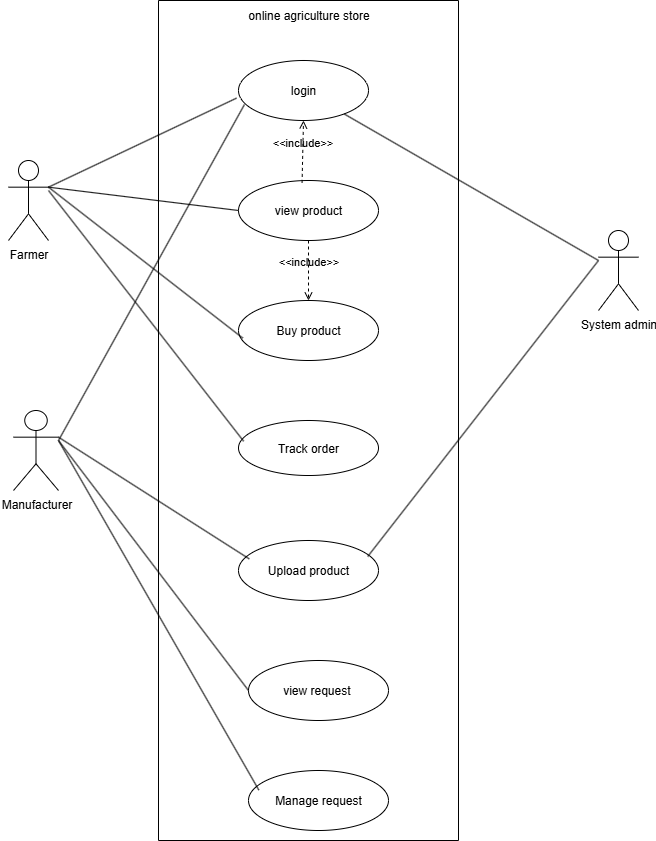 online agriculture store
login
<<include>>
view product
Farmer
<<include>>
System admin
Buy product
Track order
Manufacturer
Upload product
view request
Manage request